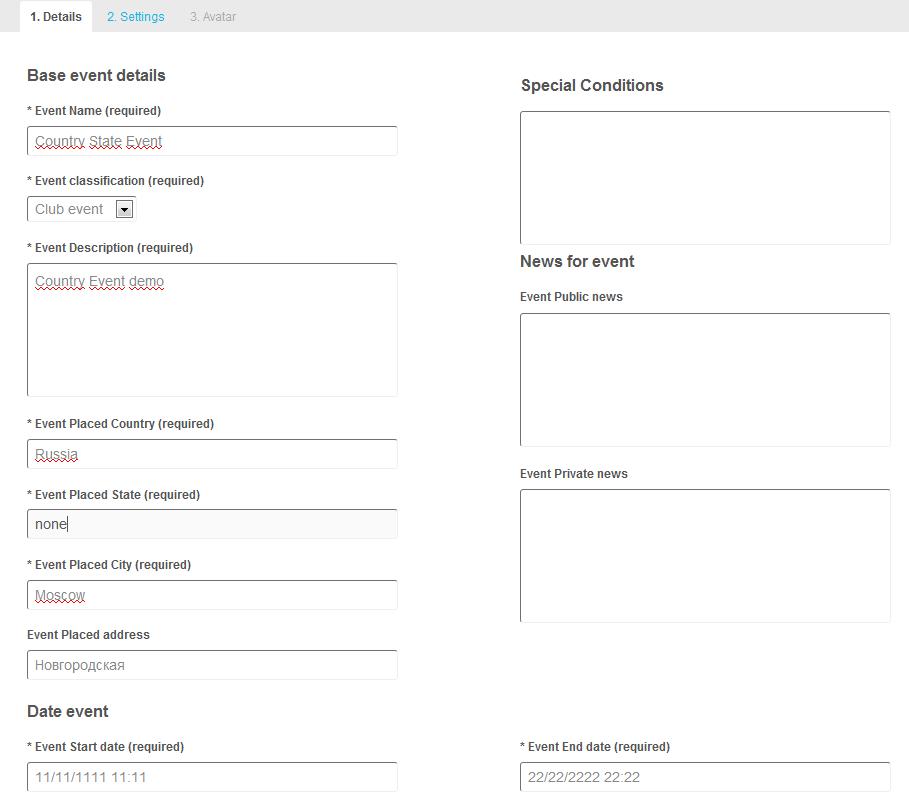 1. Details 2. Settings 3. Avatar
Base event details
* Event Name (required)
Country State Event
* Event classification (required)
Club event
* Event Description (required)
Country Event demo
* Event Placed Country (required)
Russia
* Event Placed State (required)
none
* Event Placed City (required)
Moscow
Event Placed address
Новгородская
Special Conditions
News for event
Event Public news
Event Private news
Date event
* Event Start date (required)
11/11/1111 11:11
* Event End date (required)
22/22/2222 22:22